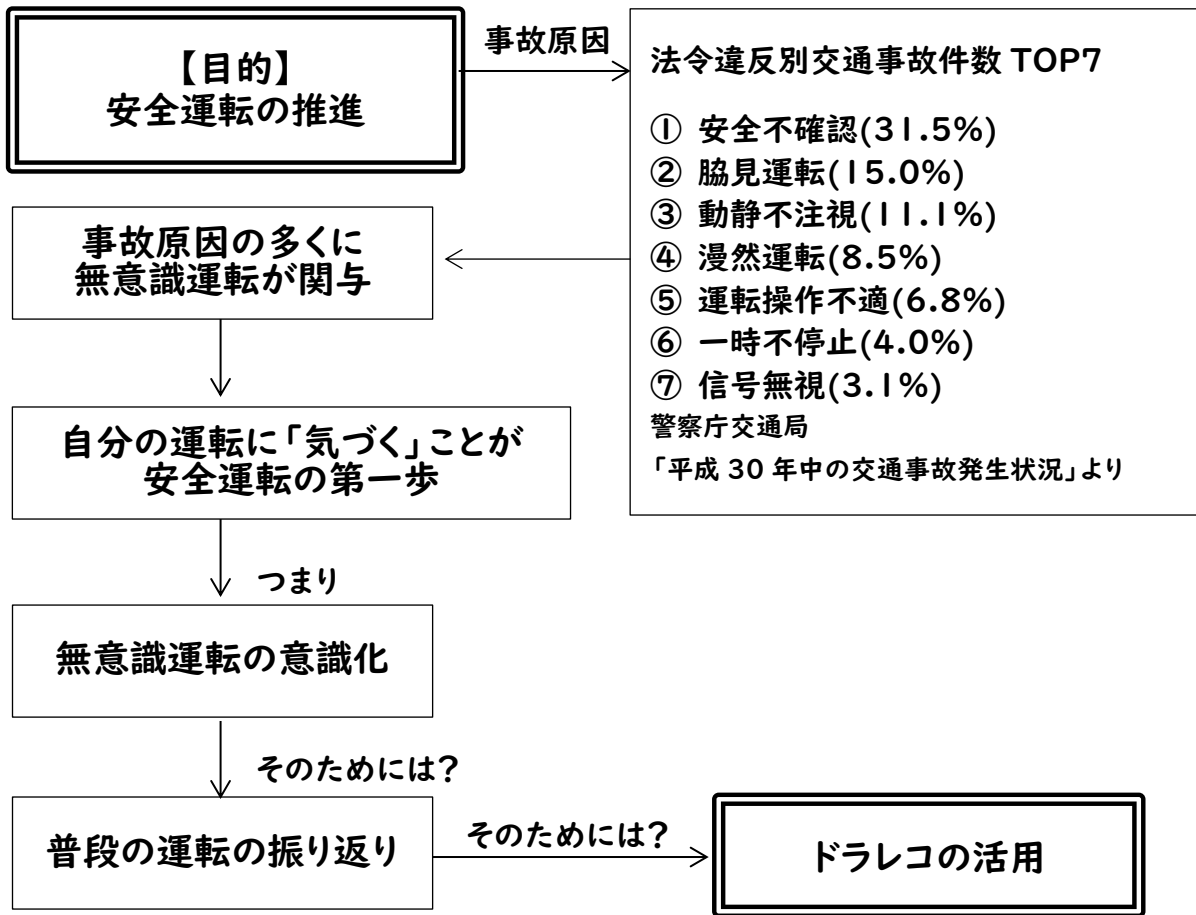 【目的】
安全運転の推進
事故原因
法令違反別交通事故件数 TOP7
① 安全不確認(31.5%)
② 脇見運転(15.0%)
③ 動静不注視(11.1%)
④ 漫然運転(8.5%)
⑤ 運転操作不適(6.8%)
⑥ 一時不停止(4.0%)
⑦ 信号無視(3.1%)
警察庁交通局
「平成 30 年中の交通事故発生状況」より
事故原因の多くに
無意識運転が関与
自分の運転に「気づく」ことが
安全運転の第一歩
つまり
無意識運転の意識化
そのためには?
普段の運転の振り返り
そのためには?
ドラレコの活用